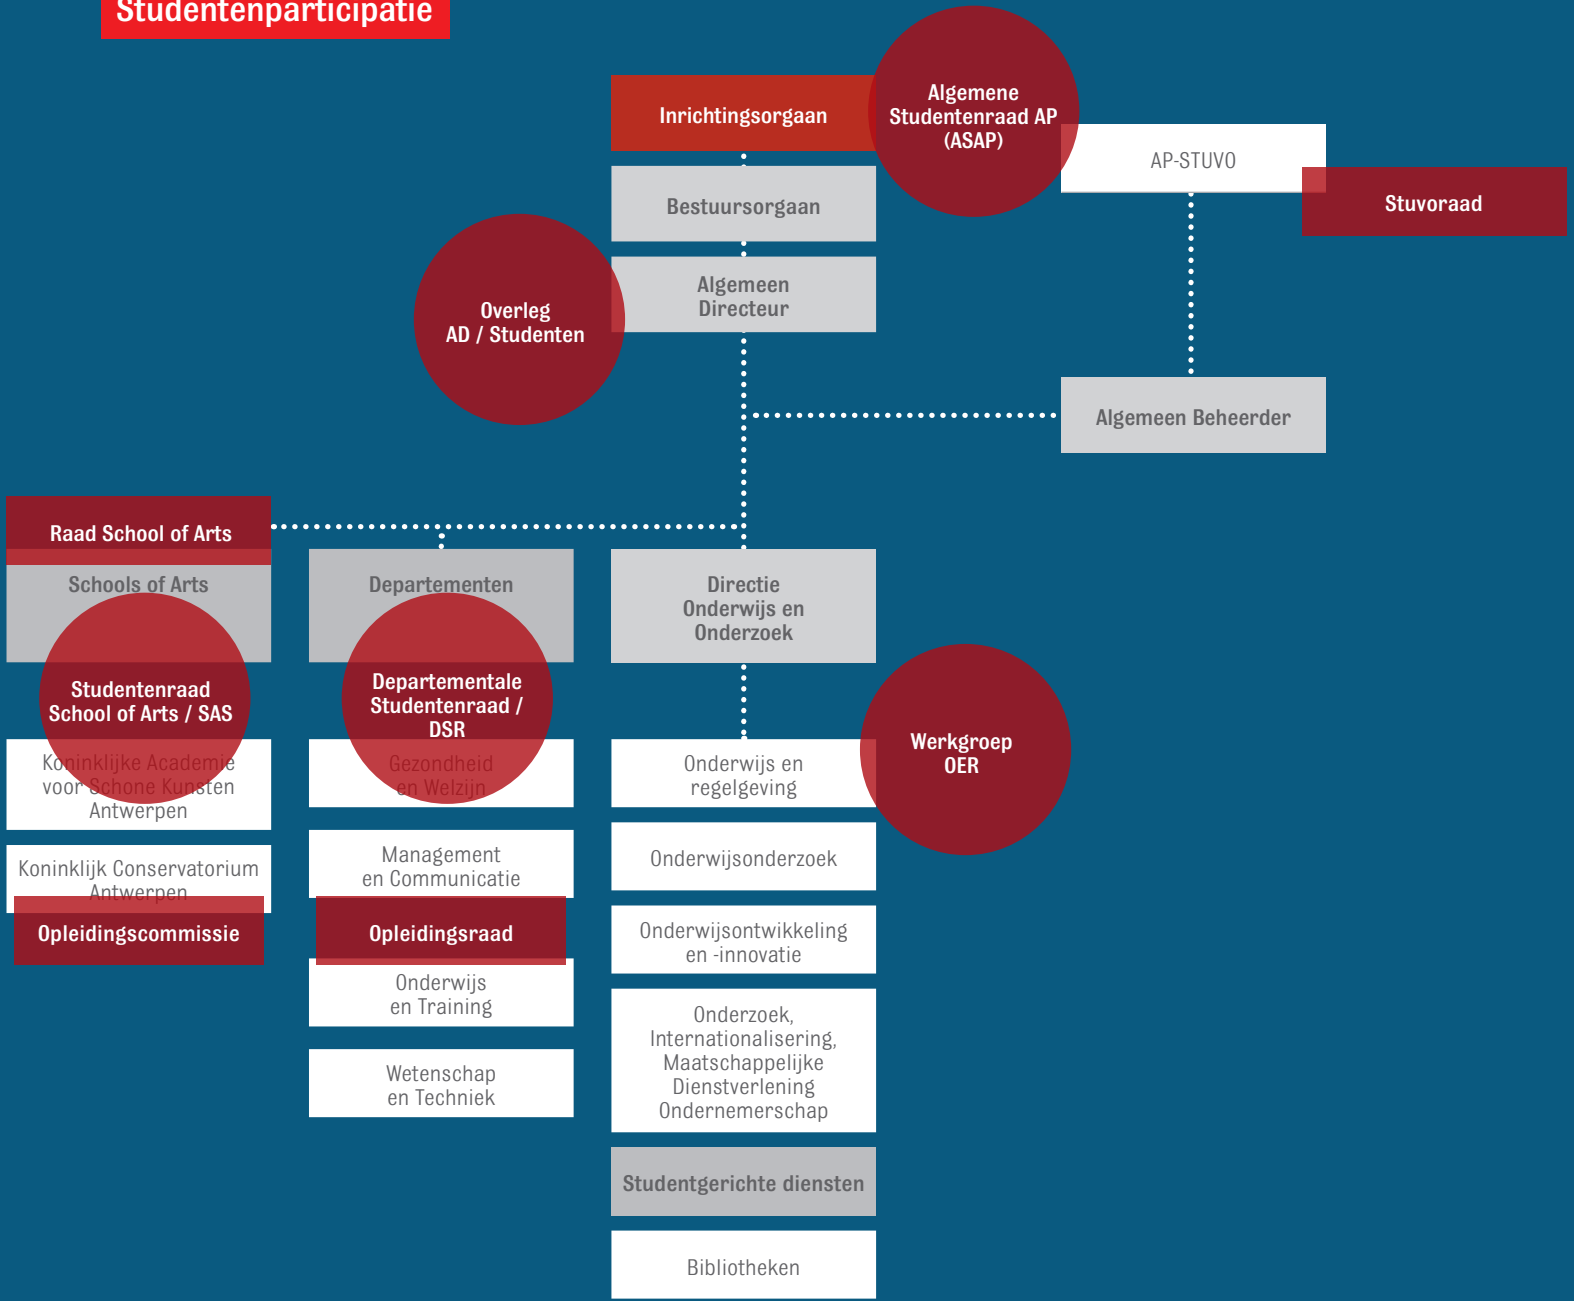 Studentenparticipatie
Inrichtingsorgaan
Algemene
Studentenraad AP
(ASAP)
AP-STUVO
Stuvoraad
Bestuursorgaan
Algemeen
Directeur
Overleg
AD / Studenten
Algemeen Beheerder
Raad School of Arts
Schools of Arts
Studentenraad
School of Arts / SAS
Koninklijke Academie
voor Schone Kunsten
Antwerpen
Koninklijk Conservatorium
Antwerpen
Opleidingscommissie
Departementen
Departementale
Studentenraad /
DSR
Gezondheid
en Welzijn
Management
en Communicatie
Opleidingsraad
Onderwijs
en Training
Wetenschap
en Techniek
Directie
Onderwijs en
Onderzoek
Werkgroep
OER
Onderwijs en
regelgeving
Onderwijsonderzoek
Onderwijsontwikkeling
en -innovatie
Onderzoek,
Internationalisering,
Maatschappelijke
Dienstverlening
Ondernemerschap
Studentgerichte diensten
Bibliotheken